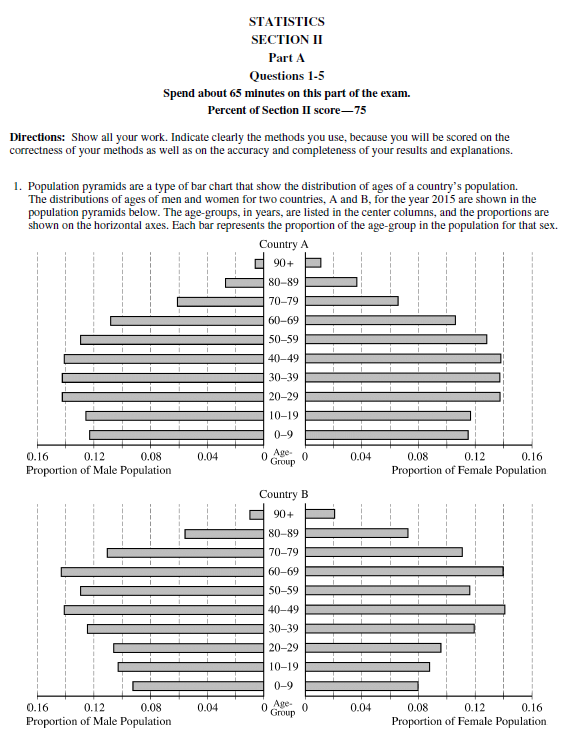 STATISTICS
SECTION II
Part A
Questions 1-5
Spend about 65 minutes on this part of the exam.
Percent of Section II score—75
Directions: Show all your work. Indicate clearly the methods you use, because you will be scored on the
correctness of your methods as well as on the accuracy and completeness of your results and explanations.
1. Population pyramids are a type of bar chart that show the distribution of ages of a country's population.
The distributions of ages of men and women for two countries, A and B, for the year 2015 are shown in the
population pyramids below. The age-groups, in years, are listed in the center columns, and the proportions are
shown on the horizontal axes. Each bar represents the proportion of the age-group in the population for that sex.
Country A
90+
80–89
70–79
60–69
50–59
40–49
30–39
20–29
10–19
0–9
0.16 0.12 0.08 0.04 0 Age-Group 0 0.04 0.08 0.12 0.16
Proportion of Male Population Proportion of Female Population
Country B
90+
80–89
70–79
60–69
50–59
40–49
30–39
20–29
10–19
0–9
0.16 0.12 0.08 0.04 0 Age-Group 0 0.04 0.08 0.12 0.16
Proportion of Male Population Proportion of Female Population